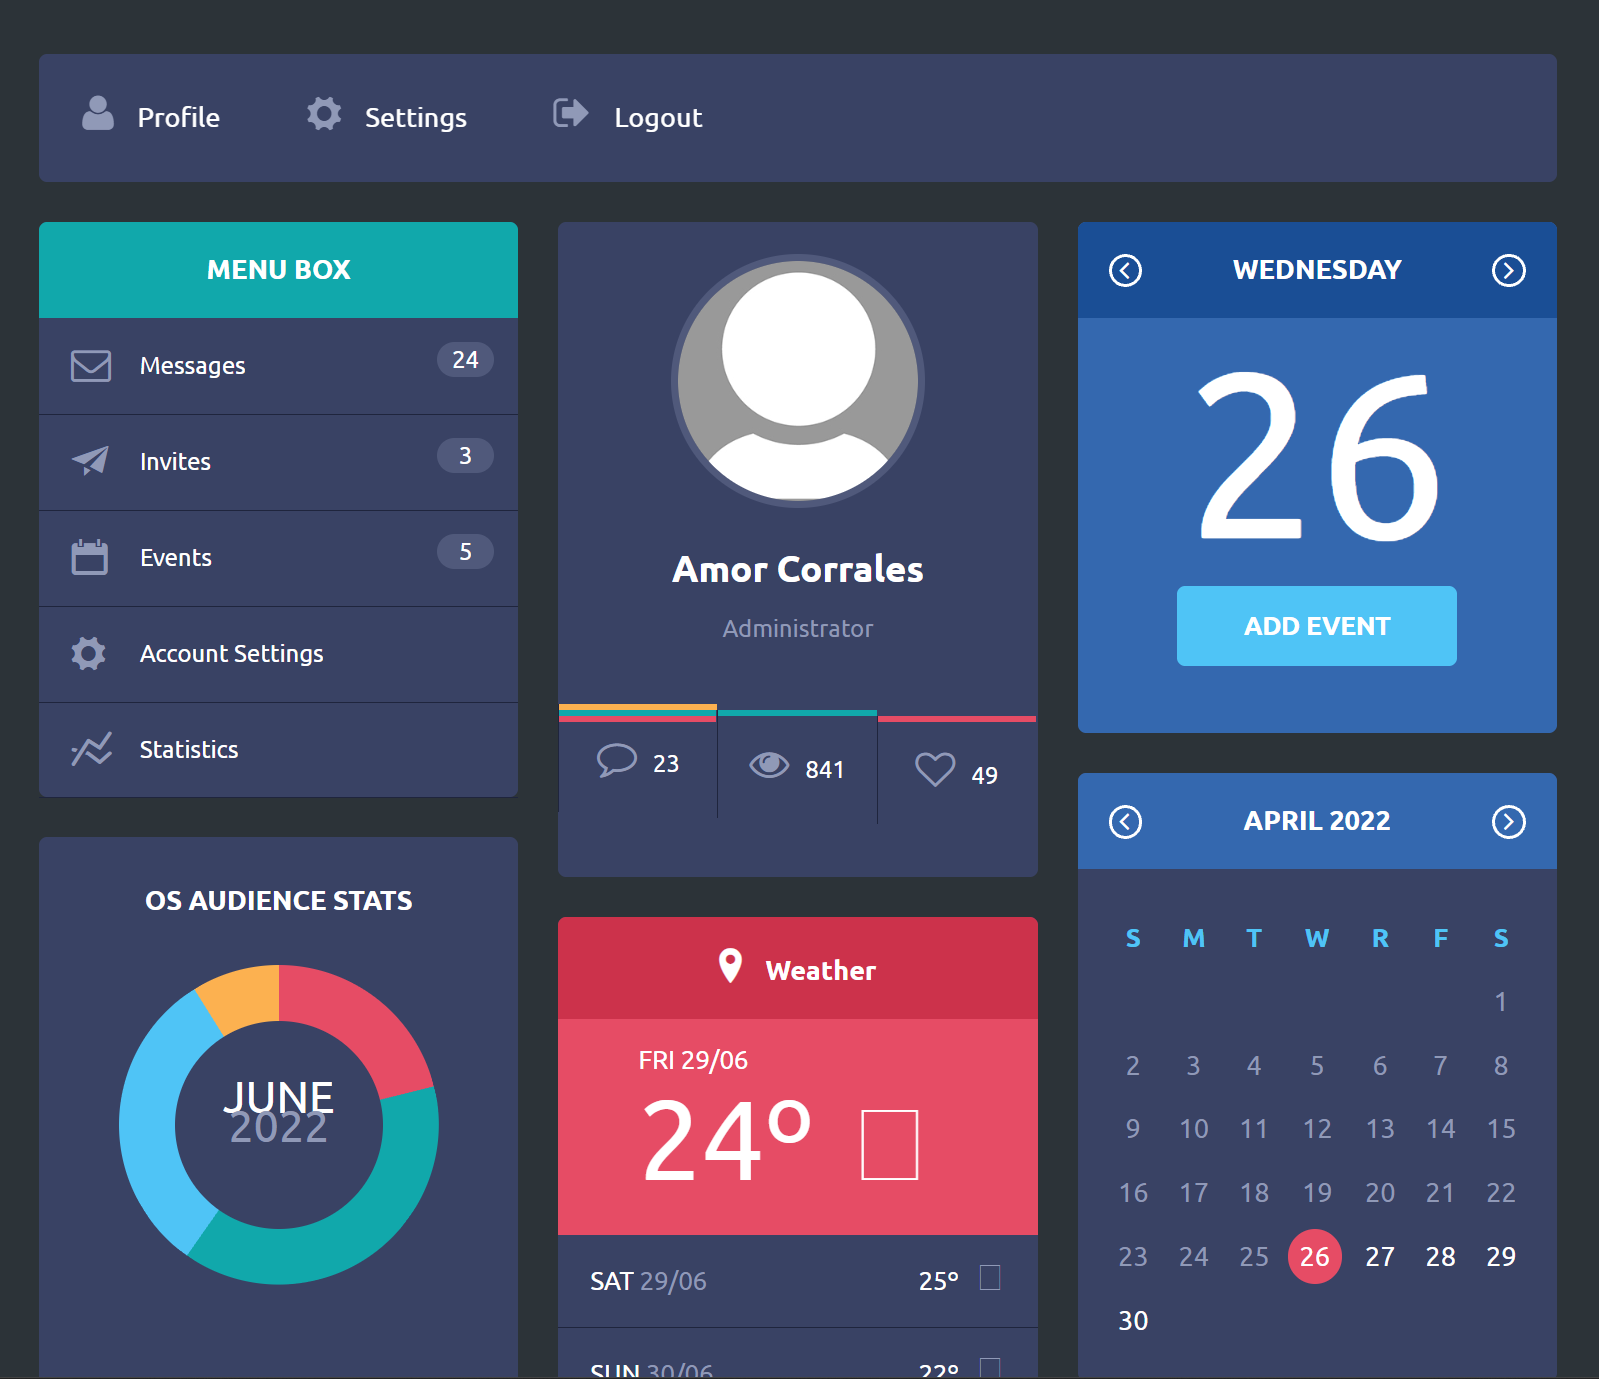 Profile
Settings
Logout
MENU BOX
Messages 24
Invites 3
Events 5
Account Settings
Statistics
OS AUDIENCE STATS
JUNE
2022
Amor Corrales
Administrator
23
841
49
Weather
FRI 29/06
24º
SAT 29/06 25º
SUN 30/06 22º
WEDNESDAY
26
ADD EVENT
APRIL 2022
S M T W R F S
1
2 3 4 5 6 7 8
9 10 11 12 13 14 15
16 17 18 19 20 21 22
23 24 25 26 27 28 29
30